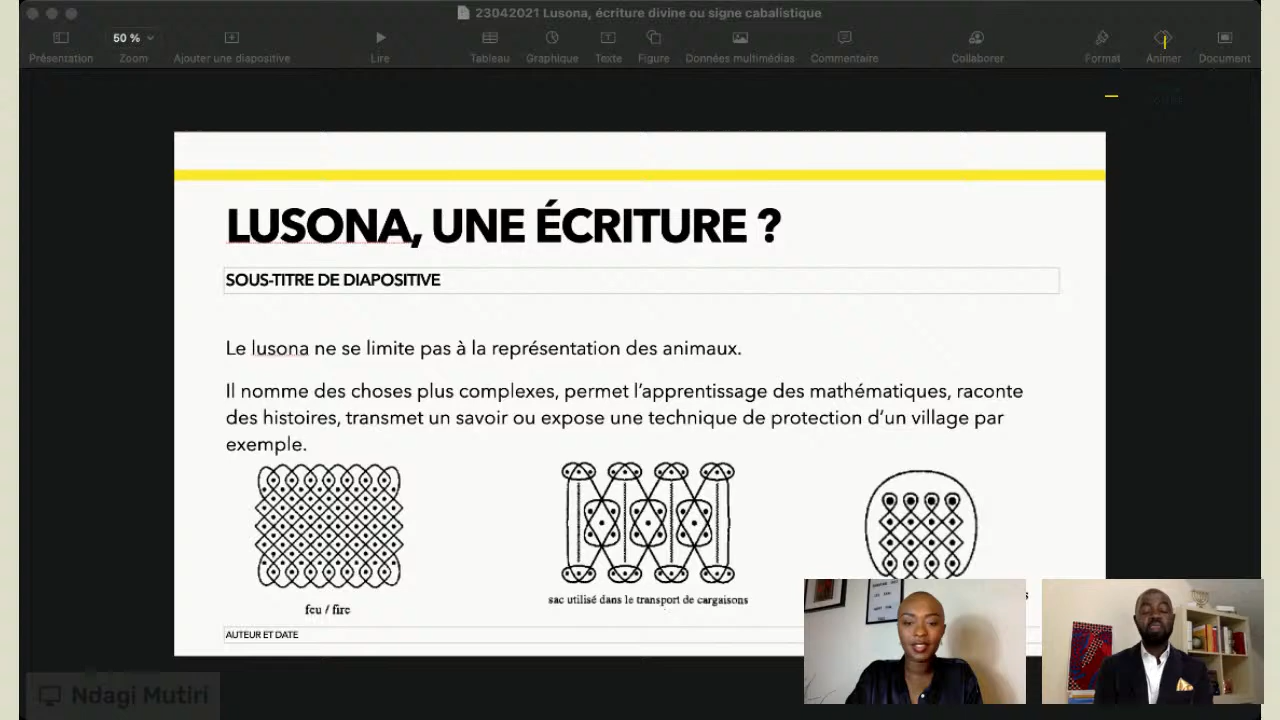 23042021 Lusona, écriture divine ou signe cabalistique
50 %
Présentation
Zoom
Ajouter une diapositive
Lire
Tableau
Graphique
Texte
Figure
Données multimédias
Commentaire
Collaborer
Format
Animer
Document
LUSONA, UNE ÉCRITURE ?
SOUS-TITRE DE DIAPOSITIVE
Le lusona ne se limite pas à la représentation des animaux.
Il nomme des choses plus complexes, permet l’apprentissage des mathématiques, raconte
des histoires, transmet un savoir ou expose une technique de protection d’un village par
exemple.
feu / fire
sac utilisé dans le transport de cargaisons
AUTEUR ET DATE
Ndagi Mutiri